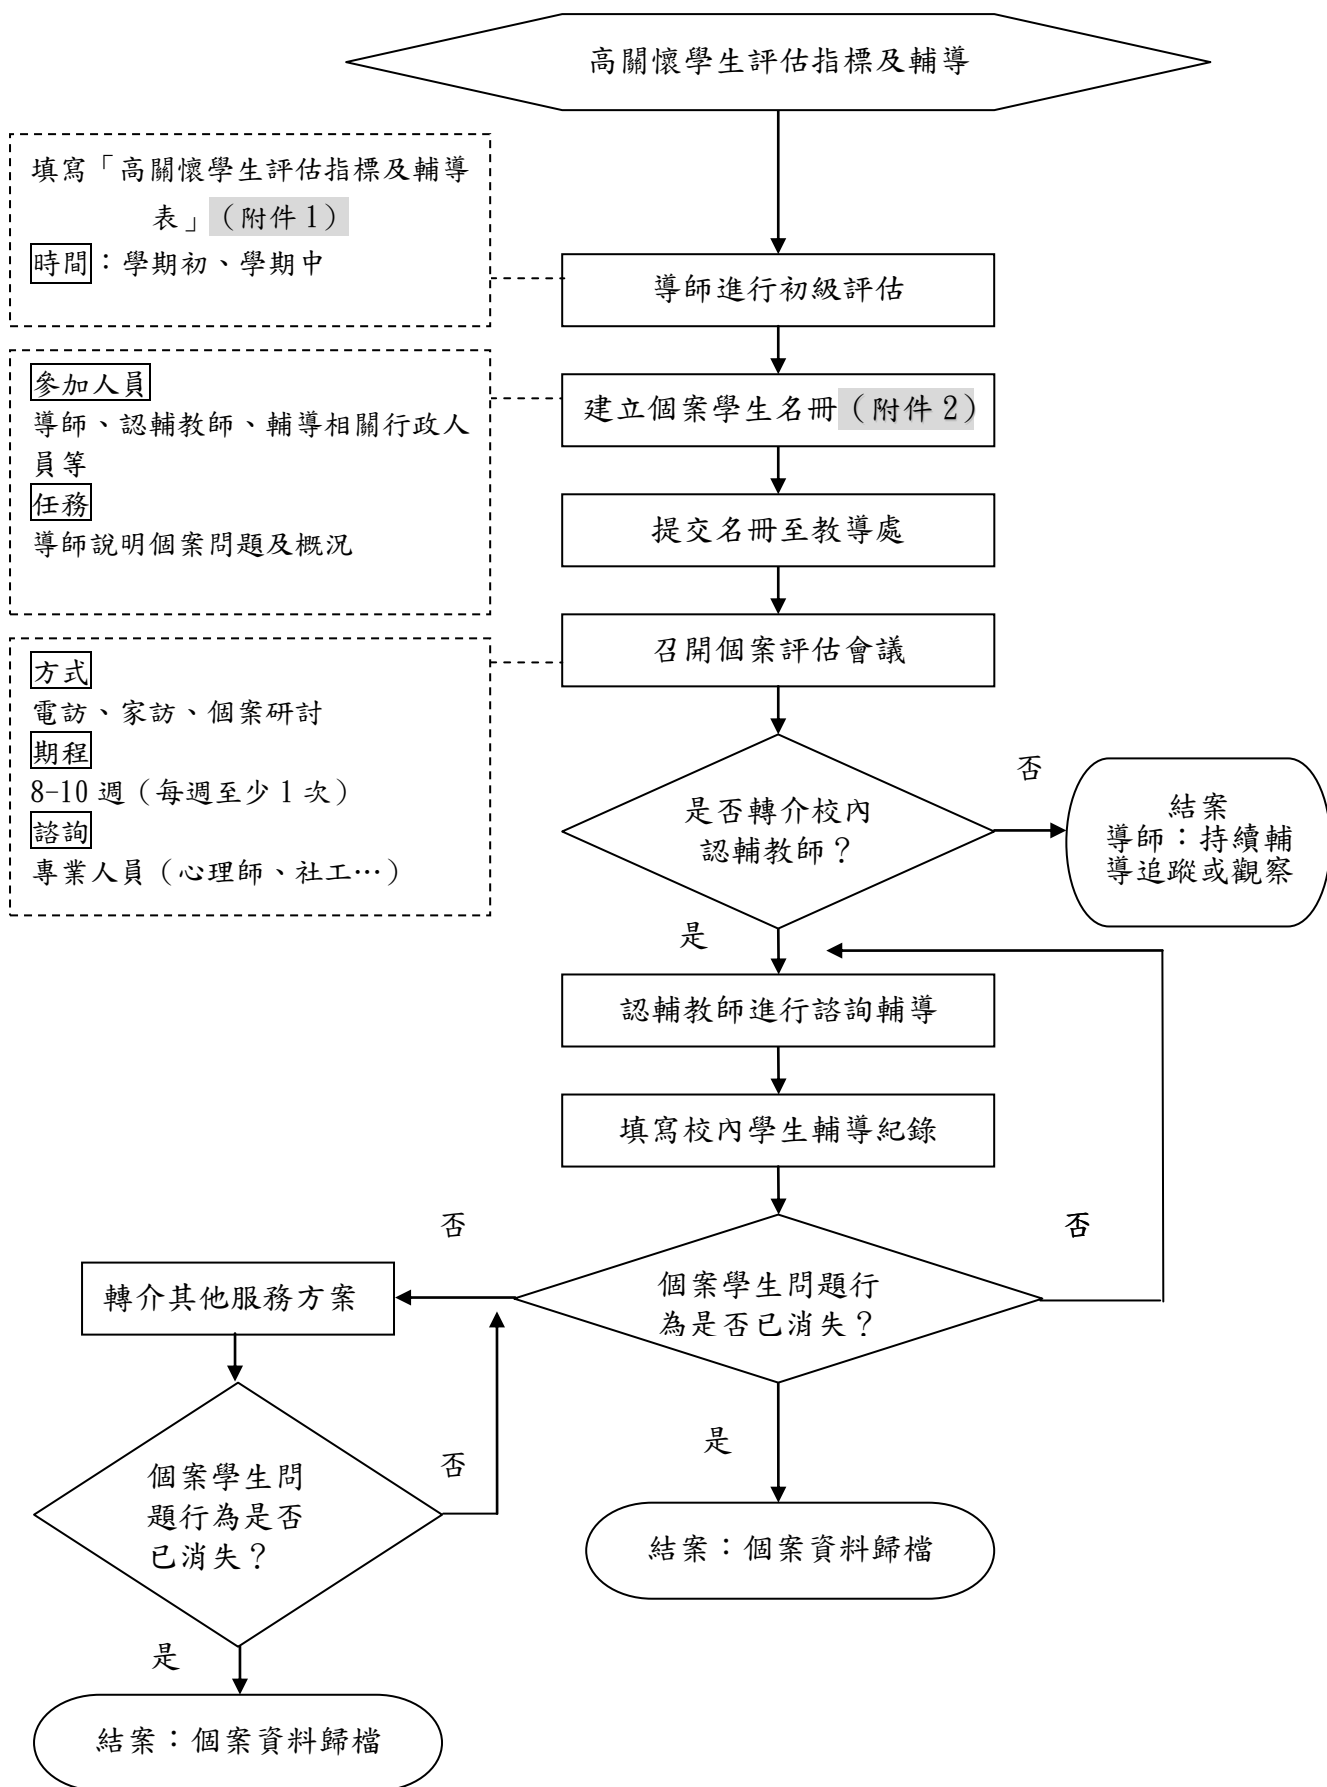 高關懷學生評估指標及輔導
填寫「高關懷學生評估指標及輔導
表」（附件 1）
時間：學期初、學期中
導師進行初級評估
參加人員
導師、認輔教師、輔導相關行政人
員等
任務
導師說明個案問題及概況
建立個案學生名冊（附件 2）
提交名冊至教導處
召開個案評估會議
方式
電訪、家訪、個案研討
期程
8-10 週（每週至少 1 次）
諮詢
專業人員（心理師、社工…）
是否轉介校內
認輔教師？
否
結案
導師：持續輔
導追蹤或觀察
是
認輔教師進行諮詢輔導
填寫校內學生輔導紀錄
否
否
個案學生問題行
為是否已消失？
轉介其他服務方案
是
否
個案學生問
題行為是否
已消失？
結案：個案資料歸檔
是
結案：個案資料歸檔